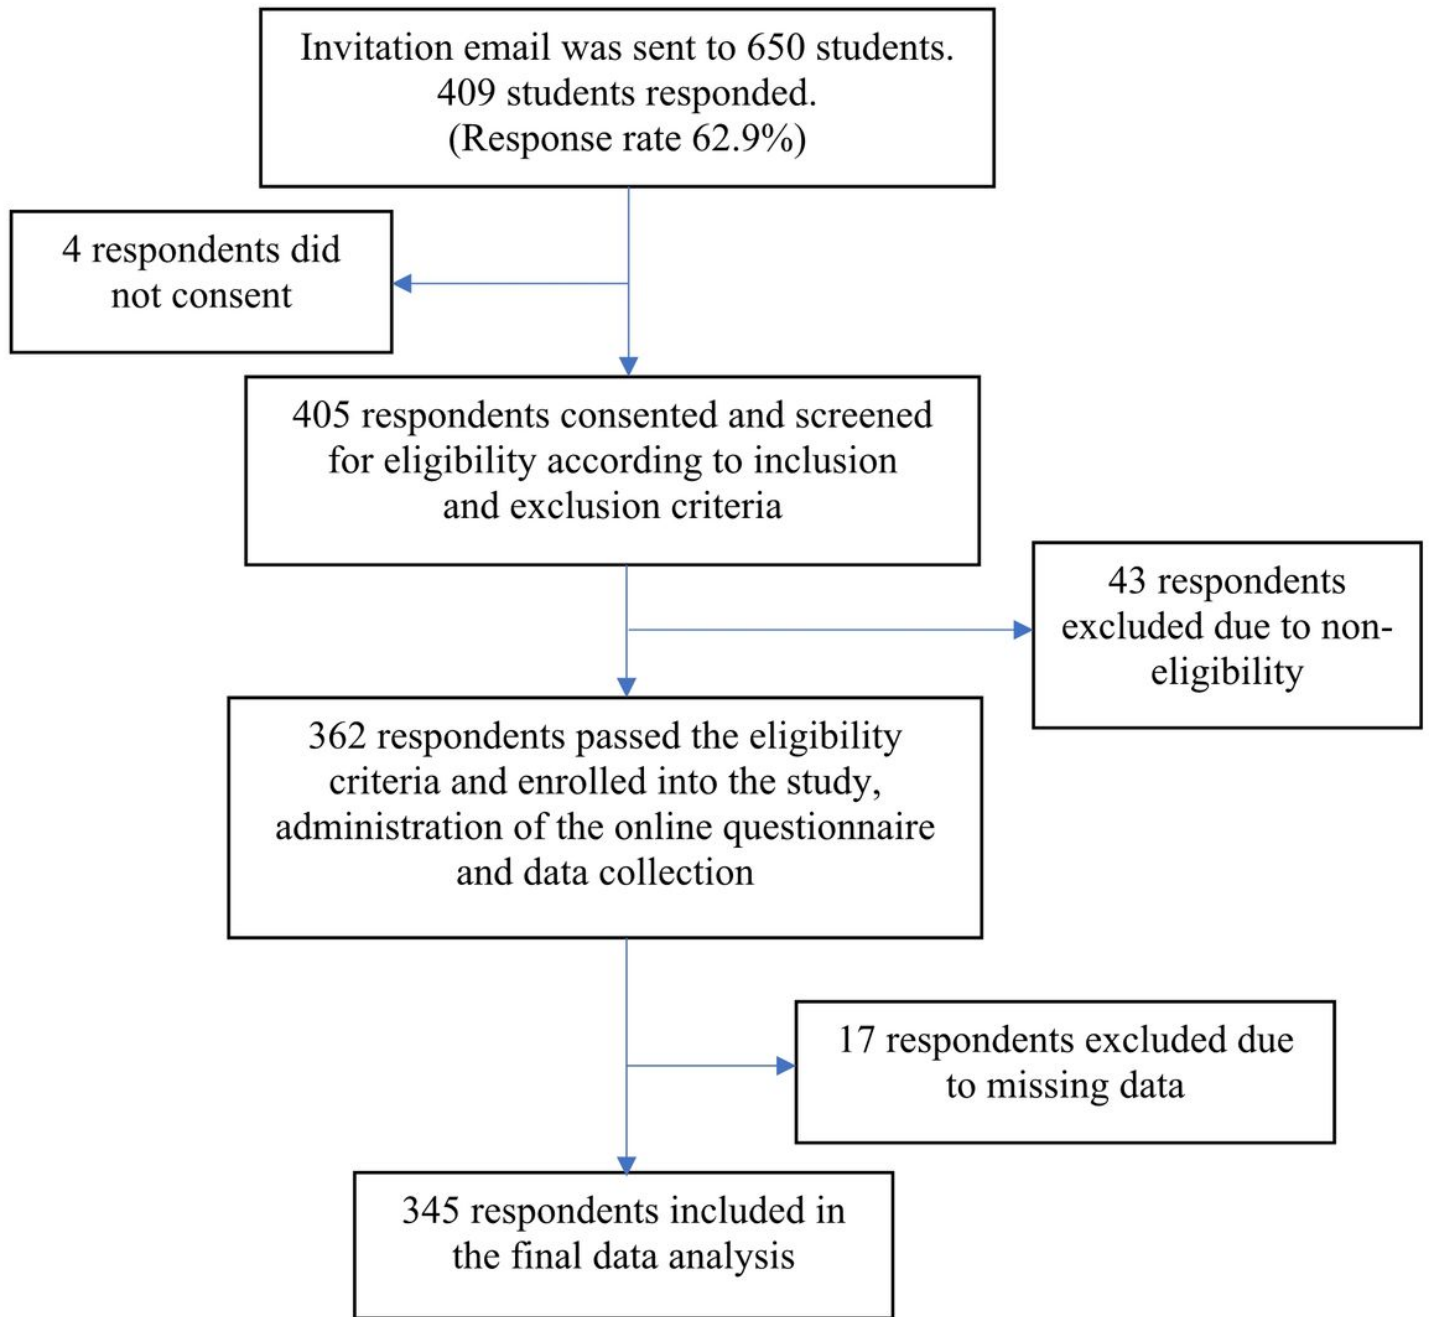 Invitation email was sent to 650 students.
409 students responded.
(Response rate 62.9%)
4 respondents did
not consent
405 respondents consented and screened
for eligibility according to inclusion
and exclusion criteria
43 respondents
excluded due to non-
eligibility
362 respondents passed the eligibility
criteria and enrolled into the study,
administration of the online questionnaire
and data collection
17 respondents excluded due
to missing data
345 respondents included in
the final data analysis